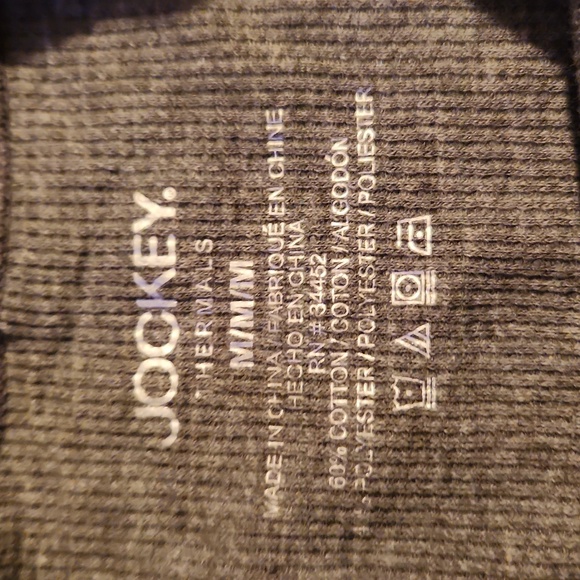 JOCKEY.
THERMALS
M/M/M
MADE IN CHINA / FABRIQUÉ EN CHINE
HECHO EN CHINA
RN # 34452
60% COTTON / COTON / ALGODÓN
POLYESTER / POLYESTER / POLIESTER